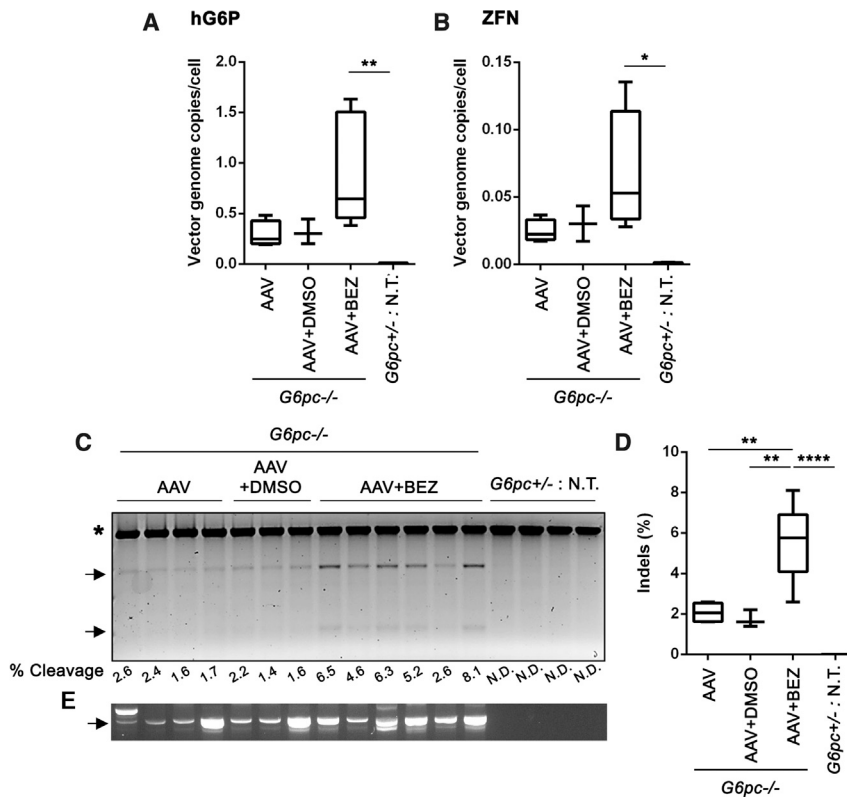 A hG6P
Vector genome copies/cell
2.0
1.5
1.0
0.5
0.0
**
AAV
AAV+DMSO
AAV+BEZ
G6pc+/- : N.T.
G6pc-/-
B ZFN
Vector genome copies/cell
0.15
0.10
0.05
0.00
*
AAV
AAV+DMSO
AAV+BEZ
G6pc+/- : N.T.
G6pc-/-
C
G6pc-/-
AAV
AAV
+DMSO
AAV+BEZ
G6pc+/- : N.T.
*
% Cleavage 2.6 2.4 1.6 1.7 2.2 1.4 1.6 6.5 4.6 6.3 5.2 2.6 8.1 N.D. N.D. N.D. N.D.
D
Indels (%)
10
8
6
4
2
0
**
** ****
AAV
AAV+DMSO
AAV+BEZ
G6pc+/- : N.T.
G6pc-/-
E